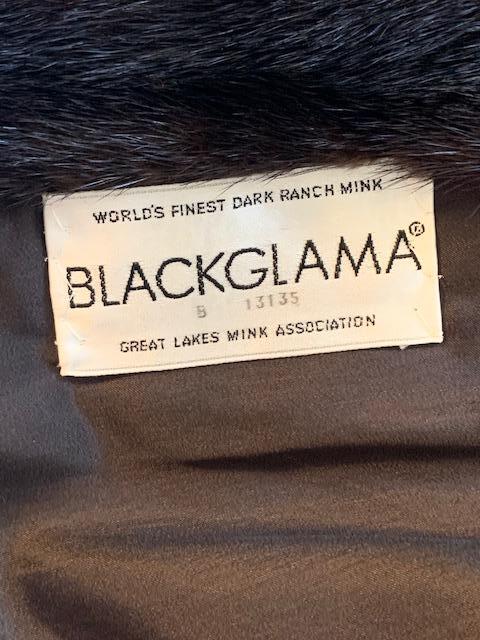 WORLD'S FINEST DARK RANCH MINK
BLACKGLAMA®
B 13135
GREAT LAKES MINK ASSOCIATION